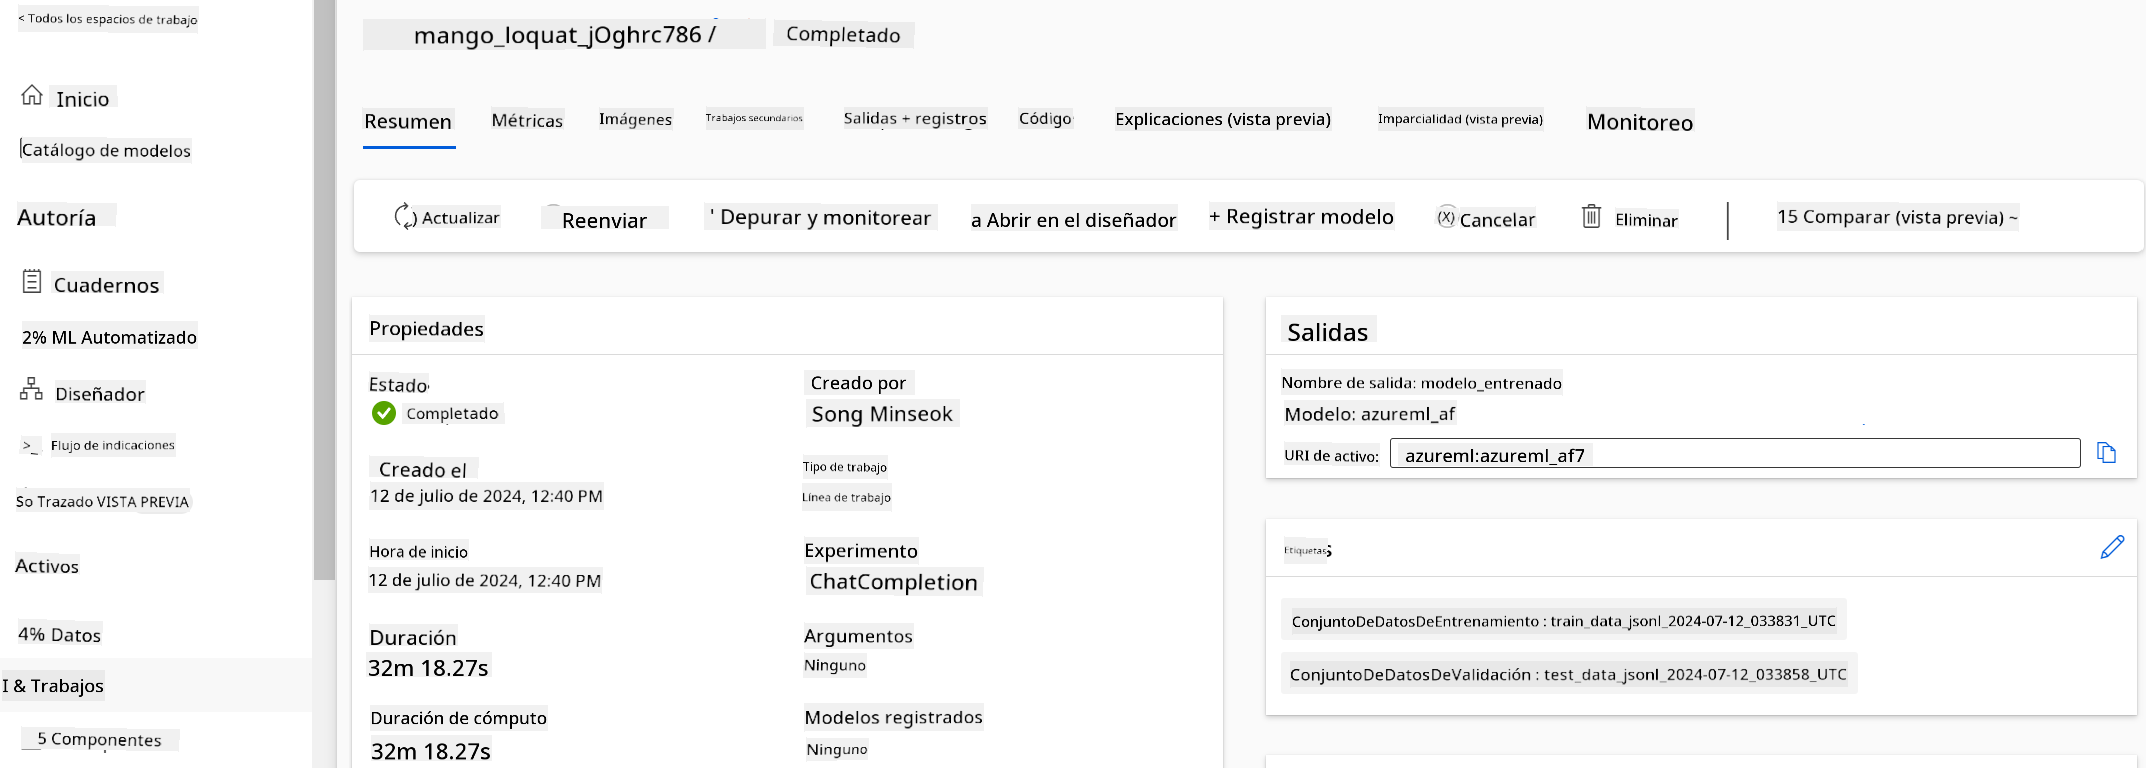 < Todos los espacios de trabajo
Inicio
Catálogo de modelos
Autoría
Cuadernos
2% ML Automatizado
Diseñador
>_ Flujo de indicaciones
So Trazado VISTA PREVIA
Activos
4% Datos
I & Trabajos
5 Componentes
mango_loquat_jOghrc786 / Completado
Resumen Métricas Imágenes Trabajos secundarios Salidas + registros Código Explicaciones (vista previa) Imparcialidad (vista previa) Monitoreo
Actualizar Reenviar ' Depurar y monitorear a Abrir en el diseñador + Registrar modelo (X) Cancelar Eliminar 15 Comparar (vista previa) ~
Propiedades
Estado
Completado
Creado el
12 de julio de 2024, 12:40 PM
Hora de inicio
12 de julio de 2024, 12:40 PM
Duración
32m 18.27s
Duración de cómputo
32m 18.27s
Creado por
Song Minseok
Tipo de trabajo
Línea de trabajo
Experimento
ChatCompletion
Argumentos
Ninguno
Modelos registrados
Ninguno
Salidas
Nombre de salida: modelo_entrenado
Modelo: azureml_af
URI de activo: azureml:azureml_af7
Etiquetas
ConjuntoDeDatosDeEntrenamiento : train_data_jsonl_2024-07-12_033831_UTC
ConjuntoDeDatosDeValidación : test_data_jsonl_2024-07-12_033858_UTC